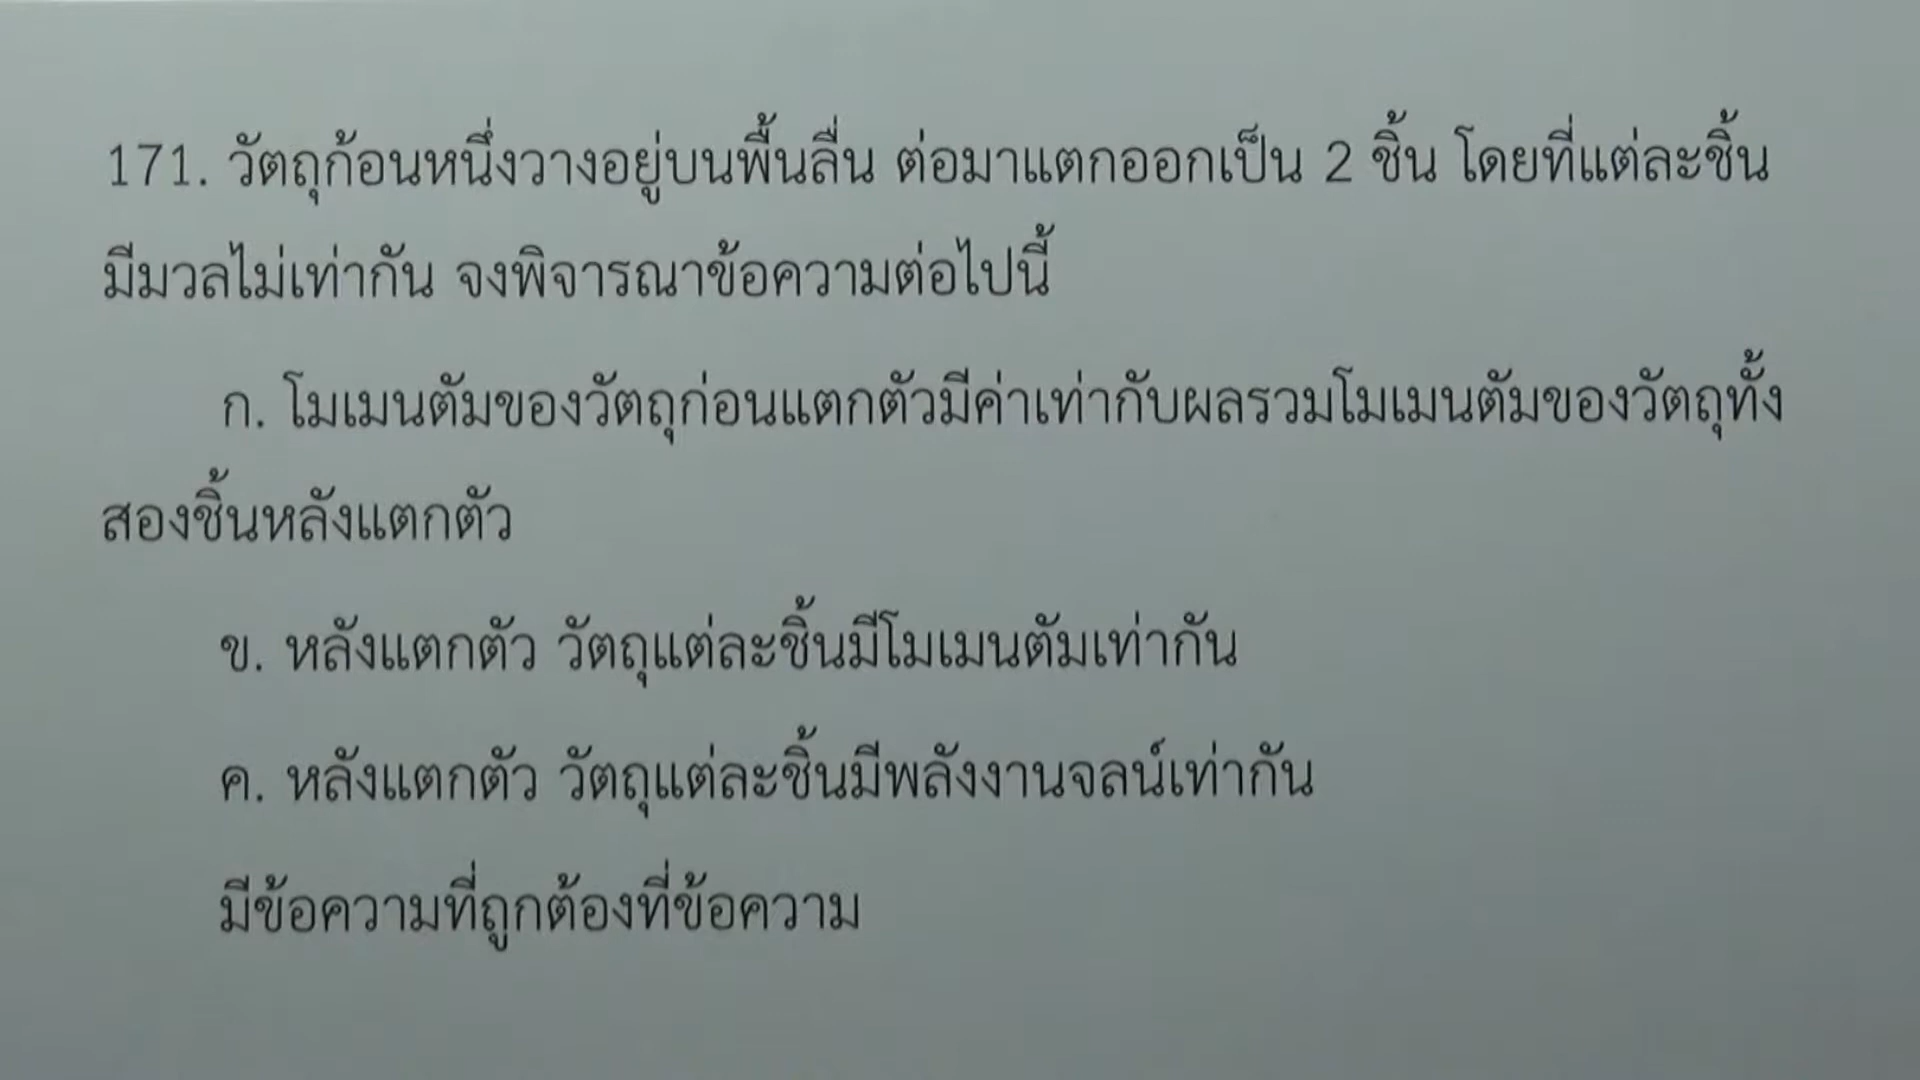 171. วัตถุก้อนหนึ่งวางอยู่บนพื้นลื่น ต่อมาแตกออกเป็น 2 ชิ้น โดยที่แต่ละชิ้น
มีมวลไม่เท่ากัน จงพิจารณาข้อความต่อไปนี้
ก. โมเมนตัมของวัตถุก่อนแตกตัวมีค่าเท่ากับผลรวมโมเมนตัมของวัตถุทั้ง
สองชิ้นหลังแตกตัว
ข. หลังแตกตัว วัตถุแต่ละชิ้นมีโมเมนตัมเท่ากัน
ค. หลังแตกตัว วัตถุแต่ละชิ้นมีพลังงานจลน์เท่ากัน
มีข้อความที่ถูกต้องที่ข้อความ